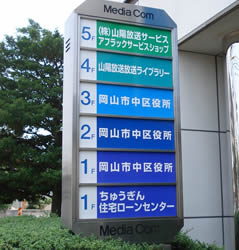 Media Com
5F (株)山陽放送サービス
アフラックサービスショップ
4F 山陽放送放送ライブラリー
3F 岡山市中区役所
2F 岡山市中区役所
1F 岡山市中区役所
1F ちゅうぎん
住宅ローンセンター
Media Com